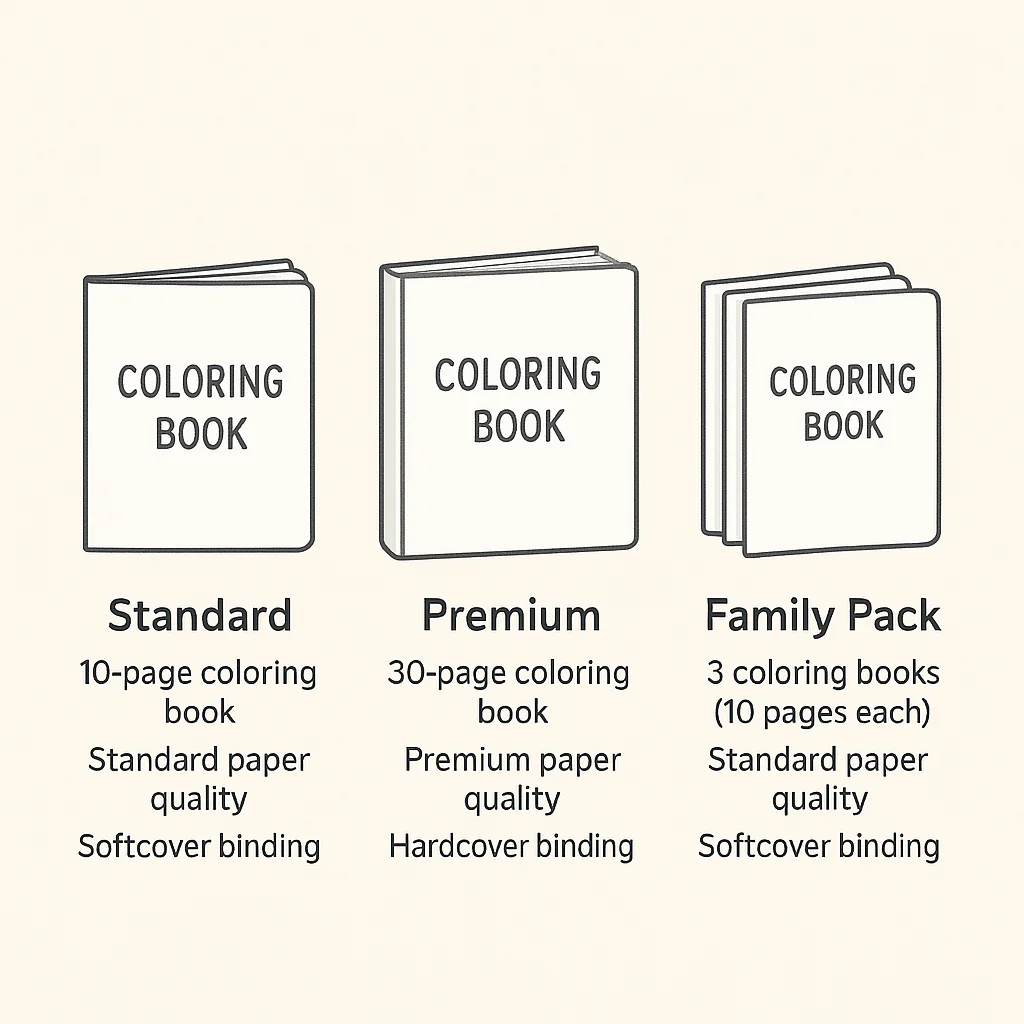 COLORING
BOOK
COLORING
BOOK
COLORING
BOOK
Standard
10-page coloring
book
Standard paper
quality
Softcover binding
Premium
30-page coloring
book
Premium paper
quality
Hardcover binding
Family Pack
3 coloring books
(10 pages each)
Standard paper
quality
Softcover binding